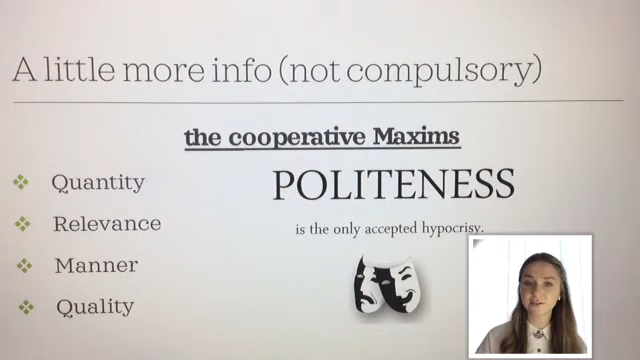 A little more info (not compulsory)
the cooperative Maxims
Quantity
Relevance
Manner
Quality
POLITENESS
is the only accepted hypocrisy.